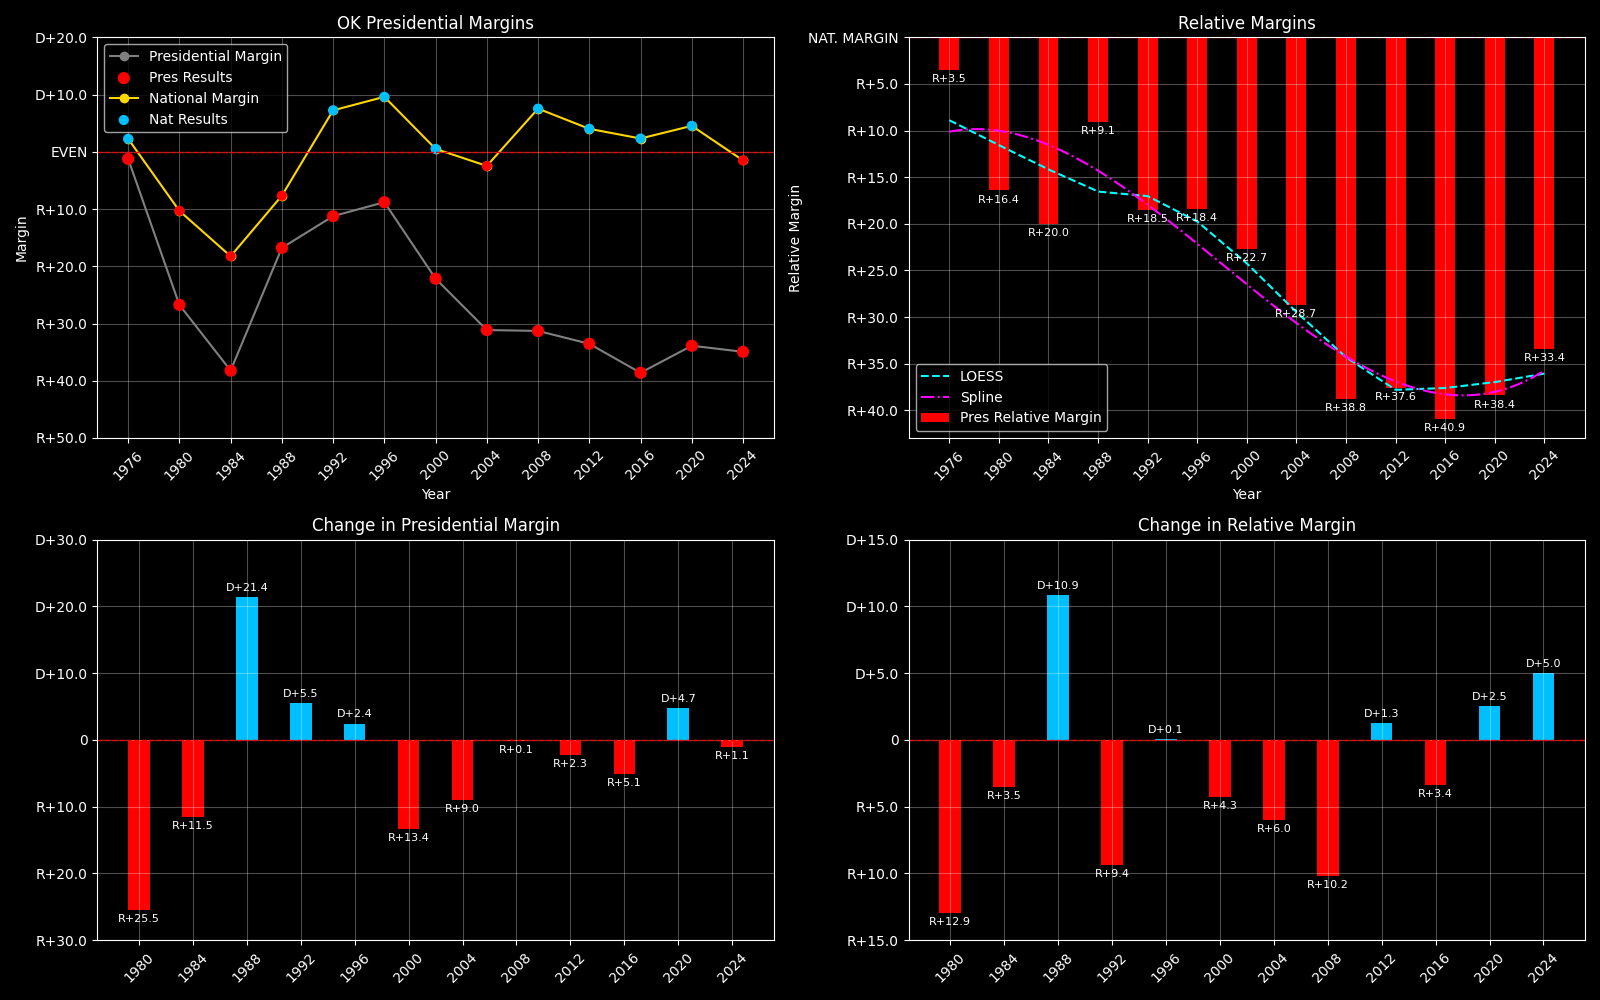 OK Presidential Margins
D+20.0
D+10.0
EVEN
R+10.0
R+20.0
R+30.0
R+40.0
R+50.0
Margin
Presidential Margin
Pres Results
National Margin
Nat Results
1976
1980
1984
1988
1992
1996
2000
2004
2008
2012
2016
2020
2024
Year
Relative Margins
NAT. MARGIN
R+5.0
R+10.0
R+15.0
R+20.0
R+25.0
R+30.0
R+35.0
R+40.0
Relative Margin
R+3.5
R+16.4
R+20.0
R+9.1
R+18.5
R+18.4
R+22.7
R+28.7
R+38.8
R+37.6
R+40.9
R+38.4
R+33.4
LOESS
Spline
Pres Relative Margin
1976
1980
1984
1988
1992
1996
2000
2004
2008
2012
2016
2020
2024
Year
Change in Presidential Margin
D+30.0
D+20.0
D+10.0
0
R+10.0
R+20.0
R+30.0
R+25.5
R+11.5
D+21.4
D+5.5
D+2.4
R+13.4
R+9.0
R+0.1
R+2.3
R+5.1
D+4.7
R+1.1
1980
1984
1988
1992
1996
2000
2004
2008
2012
2016
2020
2024
Change in Relative Margin
D+15.0
D+10.0
D+5.0
0
R+5.0
R+10.0
R+15.0
R+12.9
R+3.5
D+10.9
R+9.4
D+0.1
R+4.3
R+6.0
R+10.2
D+1.3
R+3.4
D+2.5
D+5.0
1980
1984
1988
1992
1996
2000
2004
2008
2012
2016
2020
2024